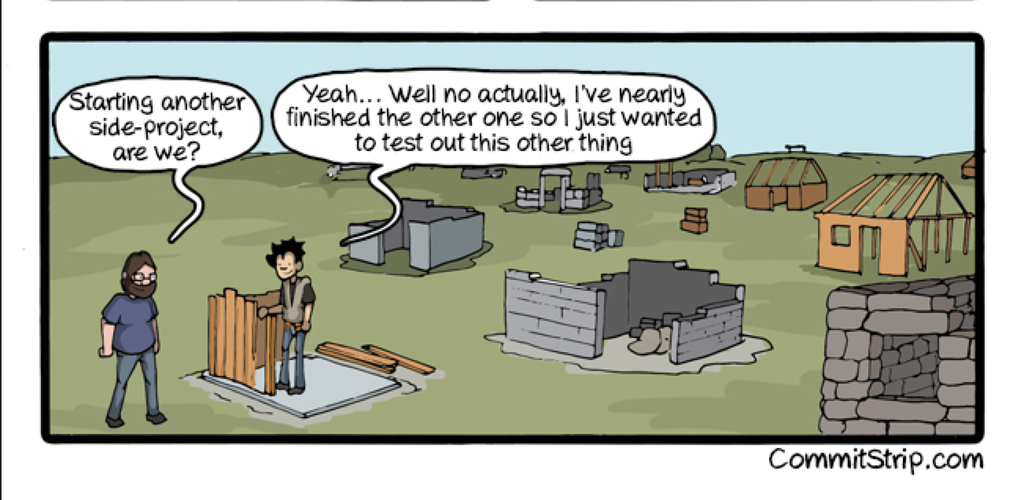 Starting another
side-project,
are we?
Yeah... Well no actually, I've nearly
finished the other one so I just wanted
to test out this other thing
CommitStrip.com